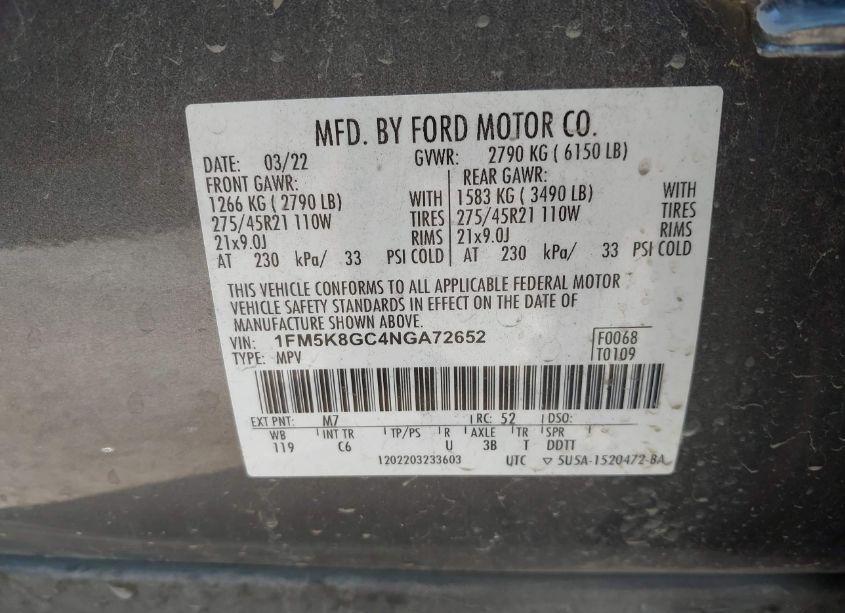 MFD. BY FORD MOTOR CO.
DATE: 03/22 GVWR: 2790 KG ( 6150 LB)
FRONT GAWR: REAR GAWR:
1266 KG ( 2790 LB) WITH 1583 KG ( 3490 LB) WITH
275/45R21 110W TIRES 275/45R21 110W TIRES
21x9.0J RIMS 21x9.0J RIMS
AT 230 kPa/ 33 PSI COLD AT 230 kPa/ 33 PSI COLD
THIS VEHICLE CONFORMS TO ALL APPLICABLE FEDERAL MOTOR
VEHICLE SAFETY STANDARDS IN EFFECT ON THE DATE OF
MANUFACTURE SHOWN ABOVE.
VIN: 1FM5K8GC4NGA72652 F0068
TYPE: MPV T0109
EXT PNT: M7 RC: 52 DSO:
WB INT TR TP/PS R AXLE TR SPR
119 C6 U 3B T DDTT
1202203233603 UTC ▽ 5U5A-1520472-BA